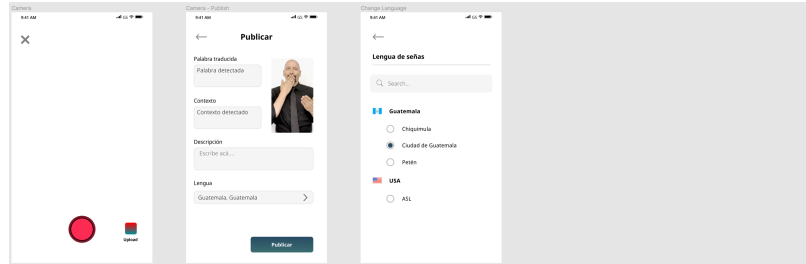 Camera
9:41 AM
Upload
Camera - Publish
9:41 AM
Publicar
Palabra traducida
Palabra detectada
Contexto
Contexto detectado
Descripción
Escribe acá...
Lengua
Guatemala, Guatemala
Publicar
Change Language
9:41 AM
Lengua de señas
Search...
Guatemala
Chiquimula
Ciudad de Guatemala
Petén
USA
ASL